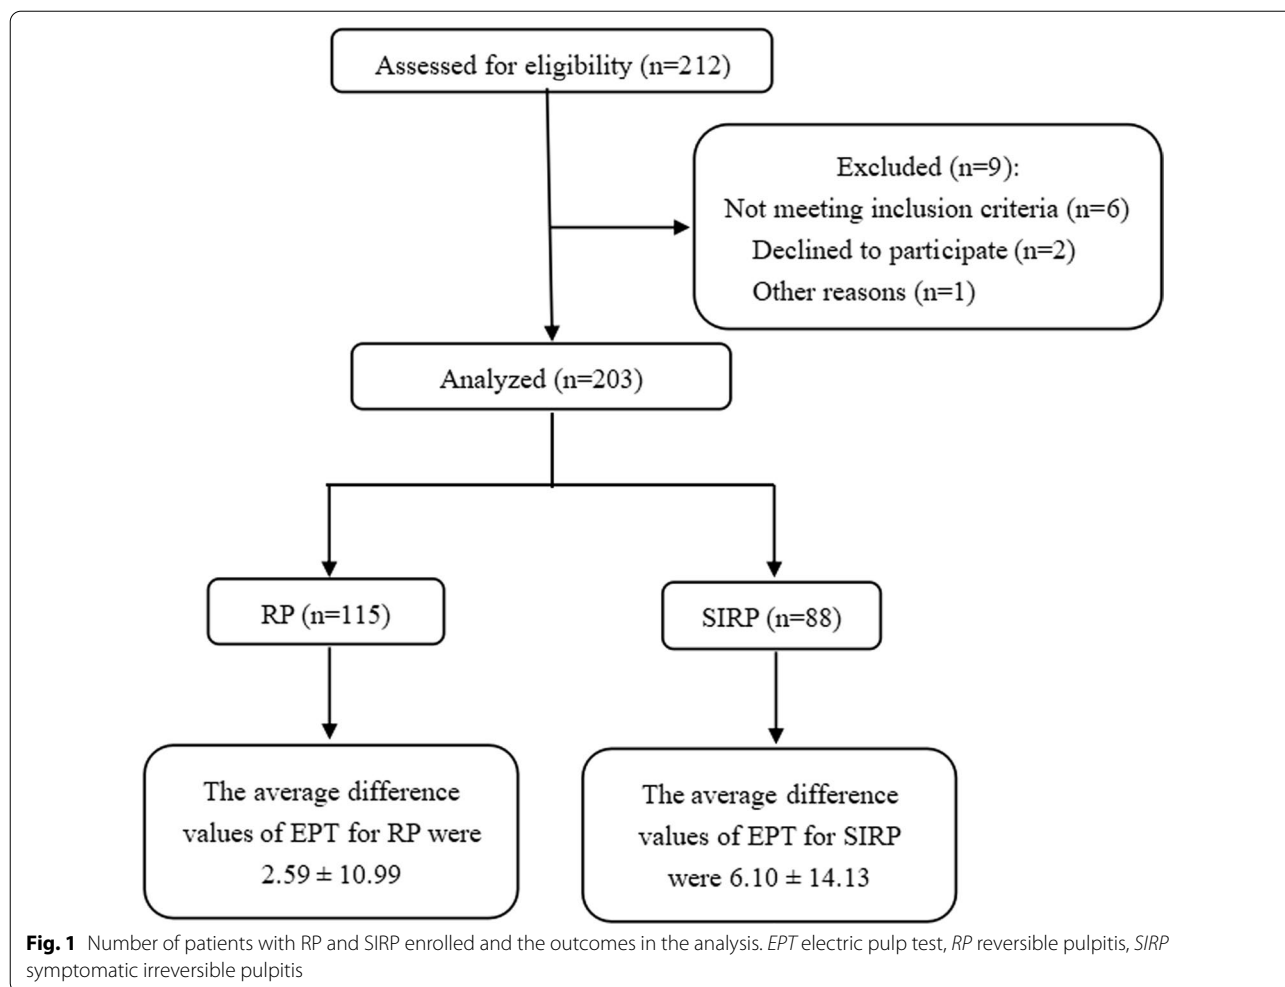 Assessed for eligibility (n=212)
Excluded (n=9):
Not meeting inclusion criteria (n=6)
Declined to participate (n=2)
Other reasons (n=1)
Analyzed (n=203)
RP (n=115)
SIRP (n=88)
The average difference
values of EPT for RP were
2.59 ± 10.99
The average difference
values of EPT for SIRP
were 6.10 ± 14.13
Fig. 1 Number of patients with RP and SIRP enrolled and the outcomes in the analysis. EPT electric pulp test, RP reversible pulpitis, SIRP
symptomatic irreversible pulpitis